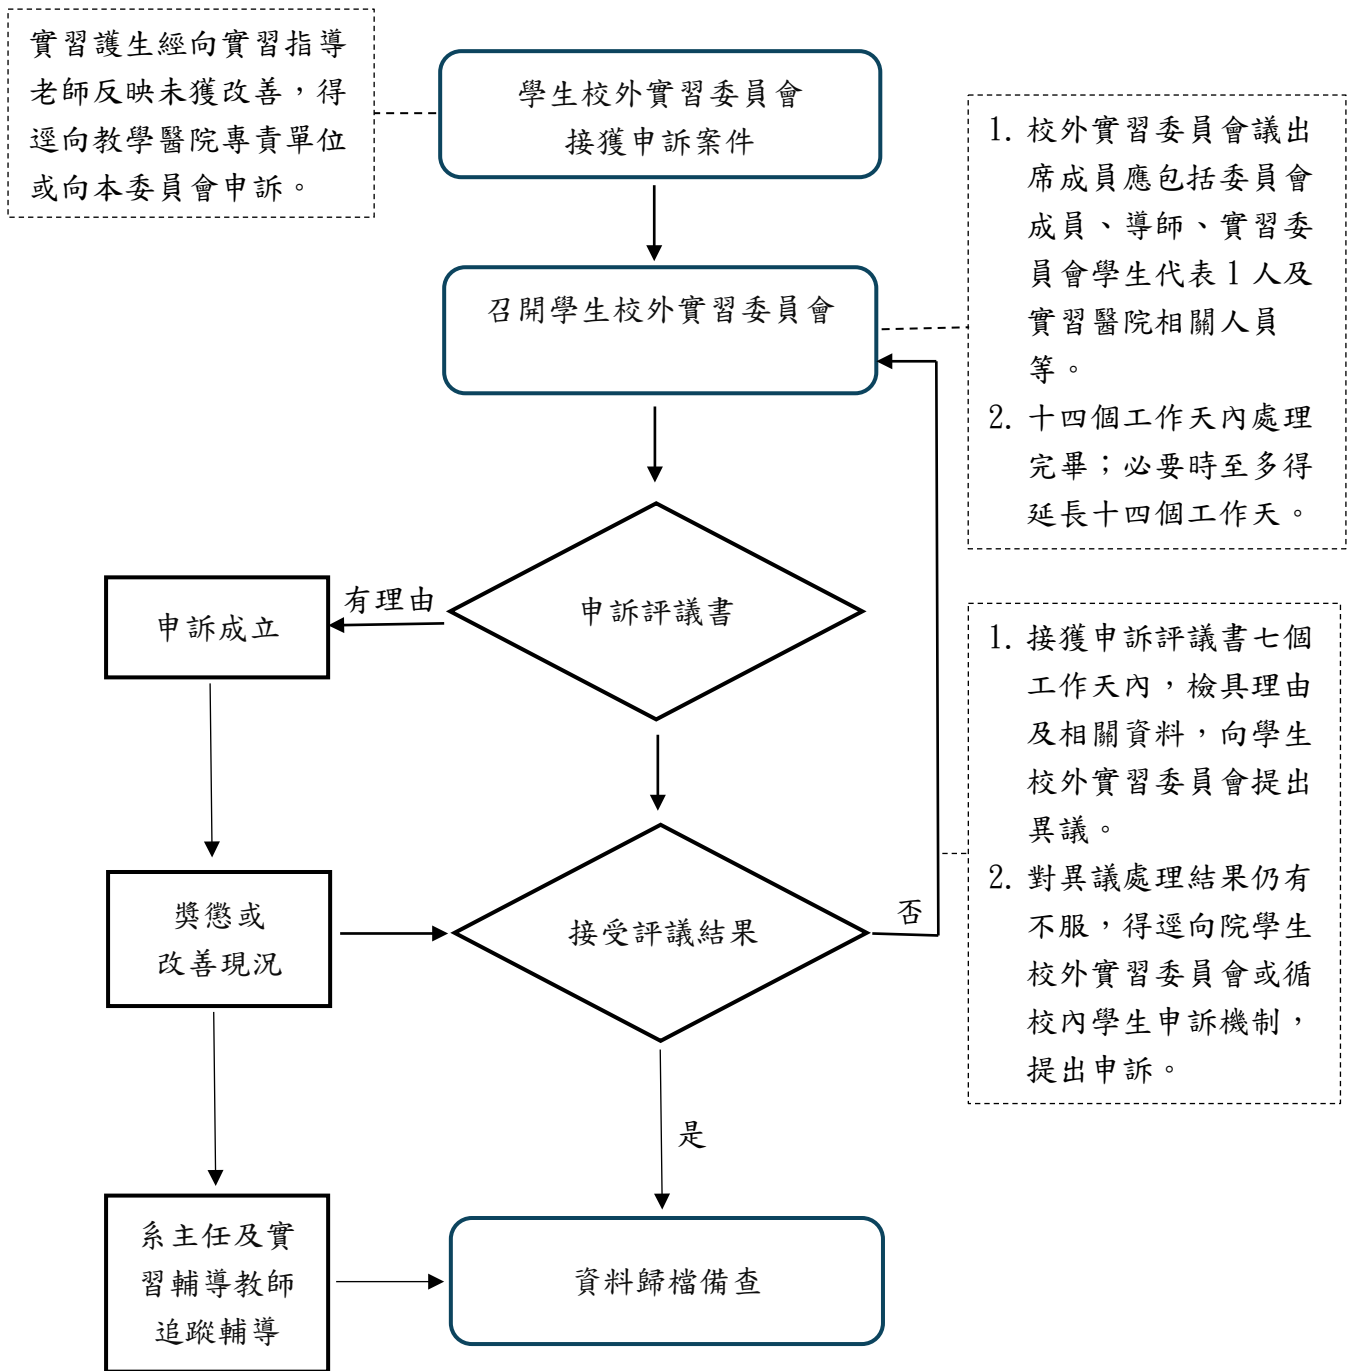 實習護生經向實習指導
老師反映未獲改善，得
逕向教學醫院專責單位
或向本委員會申訴。
學生校外實習委員會
接獲申訴案件
召開學生校外實習委員會
1. 校外實習委員會議出
席成員應包括委員會
成員、導師、實習委
員會學生代表1人及
實習醫院相關人員
等。
2. 十四個工作天內處理
完畢；必要時至多得
延長十四個工作天。
申訴評議書
有理由
申訴成立
1. 接獲申訴評議書七個
工作天內，檢具理由
及相關資料，向學生
校外實習委員會提出
異議。
2. 對異議處理結果仍有
不服，得逕向院學生
校外實習委員會或循
校內學生申訴機制，
提出申訴。
獎懲或
改善現況
接受評議結果
否
是
系主任及實
習輔導教師
追蹤輔導
資料歸檔備查